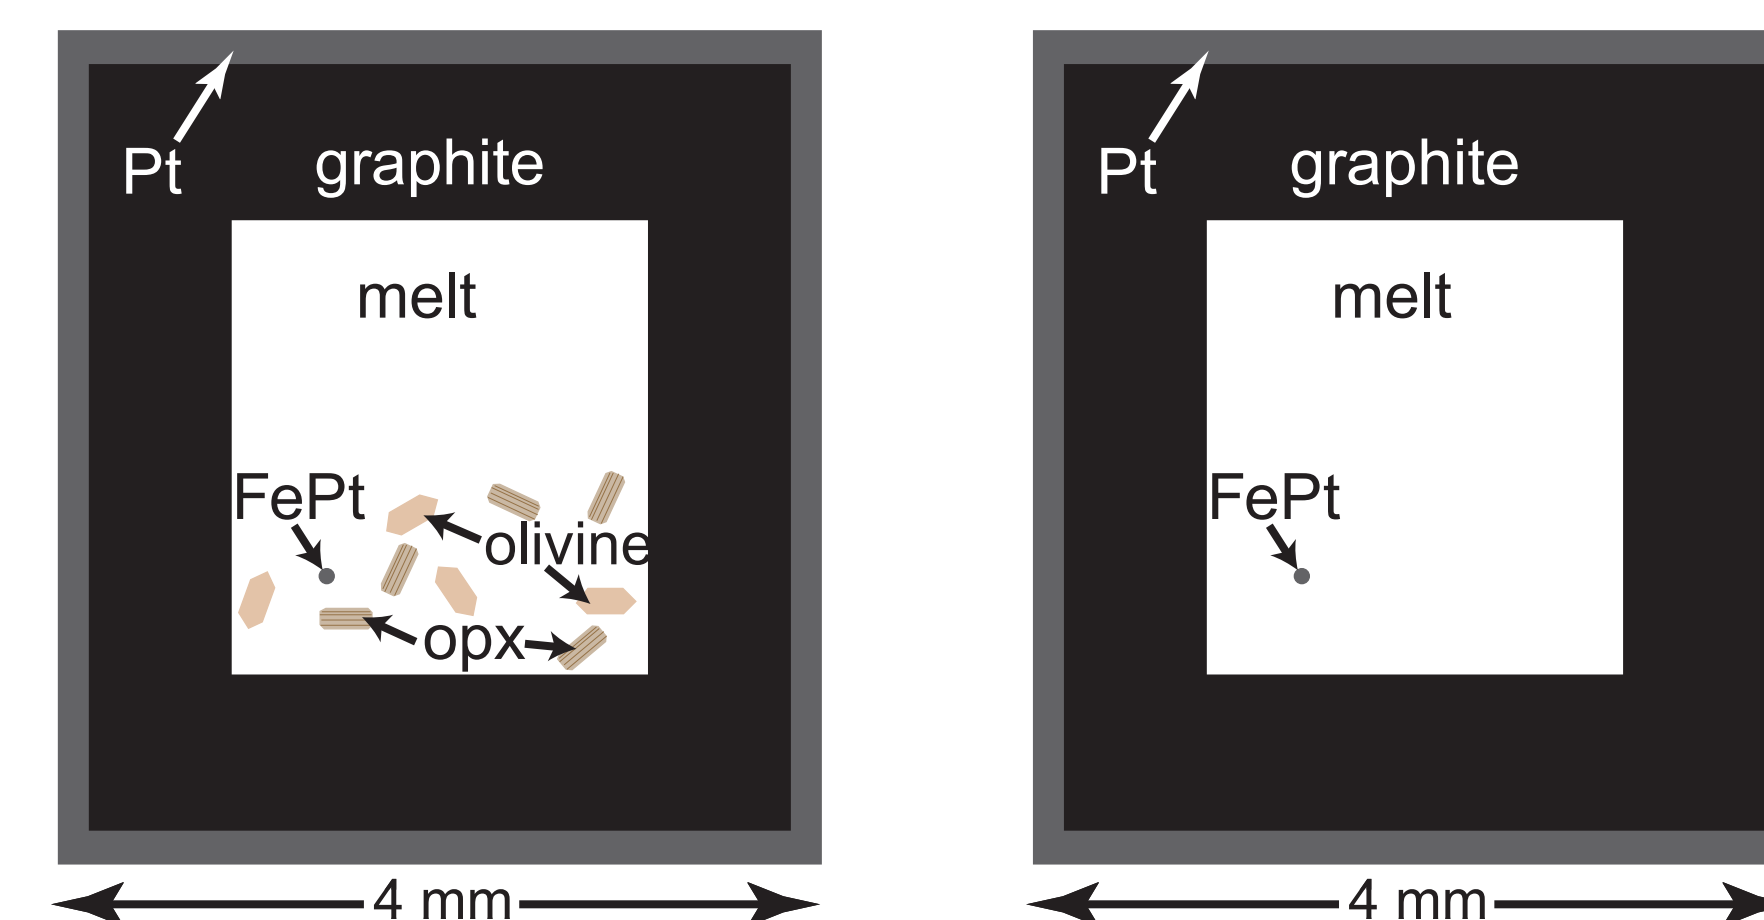 Pt
graphite
melt
FePt
olivine
opx
4 mm
Pt
graphite
melt
FePt
4 mm